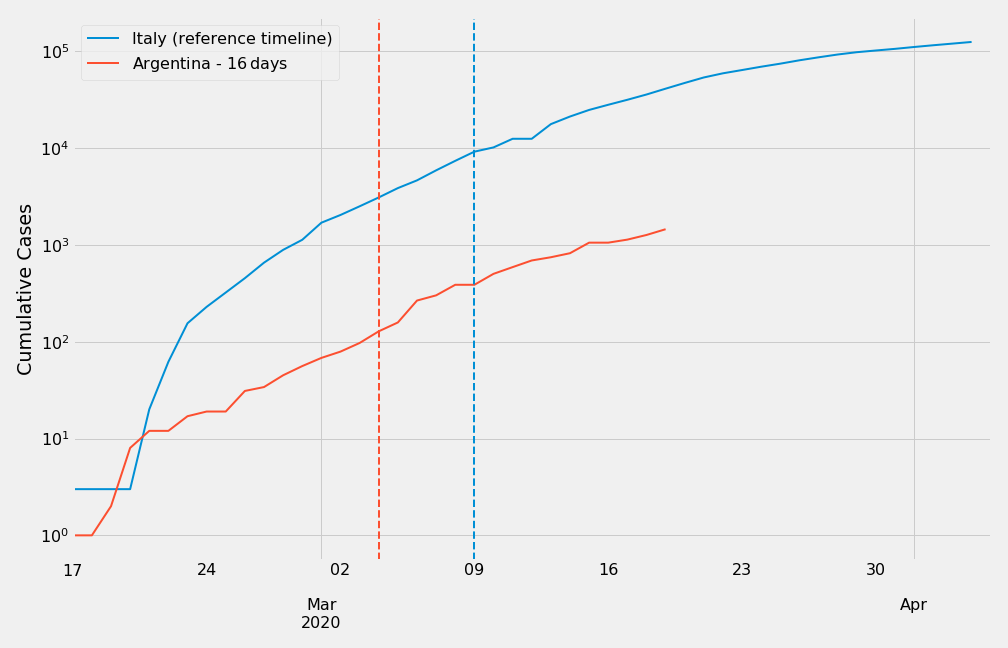 Italy (reference timeline)
Argentina - 16 days
Cumulative Cases
10⁵
10⁴
10³
10²
10¹
10⁰
17 24 02 09 16 23 30
Mar Apr
2020